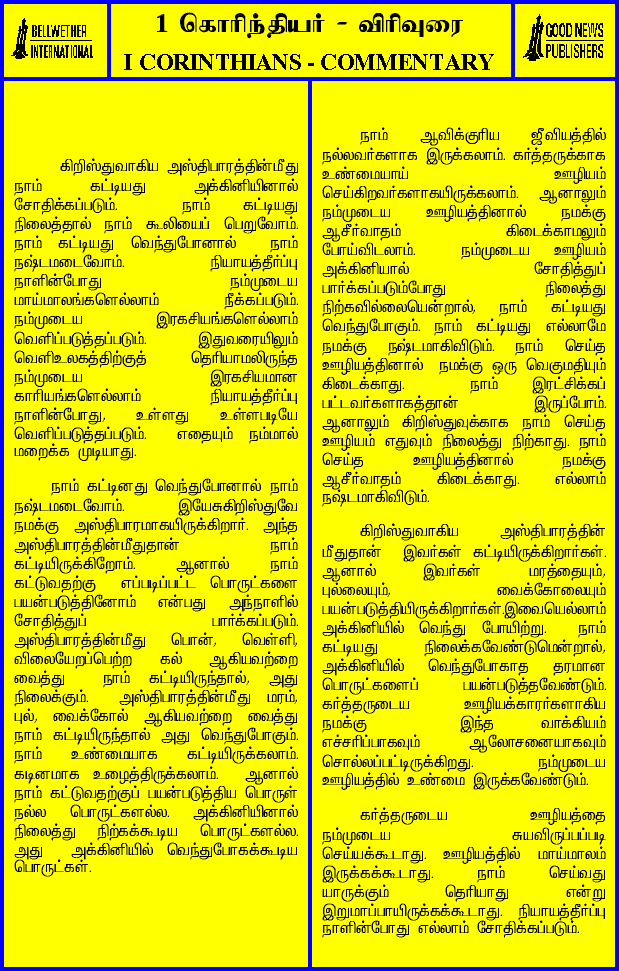 BELLWETHER
INTERNATIONAL
1 கொரிந்தியர் - விரிவுரை
I CORINTHIANS - COMMENTARY
GOOD NEWS
PUBLISHERS
கிறிஸ்துவாகிய அஸ்திபாரத்தின்மீது
நாம் கட்டியது அக்கினியினால்
சோதிக்கப்படும். நாம் கட்டியது
நிலைத்தால் நாம் கூலியைப் பெறுவோம்.
நாம் கட்டியது வெந்துபோனால் நாம்
நஷ்டமடைவோம். நியாயத்தீர்ப்பு
நாளின்போது நம்முடைய
மாய்மாலங்களெல்லாம் நீக்கப்படும்.
நம்முடைய இரகசியங்களெல்லாம்
வெளிப்படுத்தப்படும். இதுவரையிலும்
வெளிஉலகத்திற்குத் தெரியாமலிருந்த
நம்முடைய இரகசியமான
காரியங்களெல்லாம் நியாயத்தீர்ப்பு
நாளின்போது, உள்ளது உள்ளபடியே
வெளிப்படுத்தப்படும். எதையும் நம்மால்
மறைக்க முடியாது.
நாம் கட்டினது வெந்துபோனால் நாம்
நஷ்டமடைவோம். இயேசுகிறிஸ்துவே
நமக்கு அஸ்திபாரமாகயிருக்கிறார். அந்த
அஸ்திபாரத்தின்மீதுதான் நாம்
கட்டியிருக்கிறோம். ஆனால் நாம்
கட்டுவதற்கு எப்படிப்பட்ட பொருட்களை
பயன்படுத்தினோம் என்பது அந்நாளில்
சோதித்துப் பார்க்கப்படும்.
அஸ்திபாரத்தின்மீது பொன், வெள்ளி,
விலையேறப்பெற்ற கல் ஆகியவற்றை
வைத்து நாம் கட்டியிருந்தால், அது
நிலைக்கும். அஸ்திபாரத்தின்மீது மரம்,
புல், வைக்கோல் ஆகியவற்றை வைத்து
நாம் கட்டியிருந்தால் அது வெந்துபோகும்.
நாம் உண்மையாக கட்டியிருக்கலாம்.
கடினமாக உழைத்திருக்கலாம். ஆனால்
நாம் கட்டுவதற்குப் பயன்படுத்திய பொருள்
நல்ல பொருட்களல்ல. அக்கினியினால்
நிலைத்து நிற்கக்கூடிய பொருட்களல்ல.
அது அக்கினியில் வெந்துபோகக்கூடிய
பொருட்கள்.
நாம் ஆவிக்குரிய ஜீவியத்தில்
நல்லவர்களாக இருக்கலாம். கர்த்தருக்காக
உண்மையாய் ஊழியம்
செய்கிறவர்களாகயிருக்கலாம். ஆனாலும்
நம்முடைய ஊழியத்தினால் நமக்கு
ஆசீர்வாதம் கிடைக்காமலும்
போய்விடலாம். நம்முடைய ஊழியம்
அக்கினியால் சோதித்துப்
பார்க்கப்படும்போது நிலைத்து
நிற்கவில்லையென்றால், நாம் கட்டியது
வெந்துபோகும். நாம் கட்டியது எல்லாமே
நமக்கு நஷ்டமாகிவிடும். நாம் செய்த
ஊழியத்தினால் நமக்கு ஒரு வெகுமதியும்
கிடைக்காது. நாம் இரட்சிக்கப்
பட்டவர்களாகத்தான் இருப்போம்.
ஆனாலும் கிறிஸ்துவுக்காக நாம் செய்த
ஊழியம் எதுவும் நிலைத்து நிற்காது. நாம்
செய்த ஊழியத்தினால் நமக்கு
ஆசீர்வாதம் கிடைக்காது. எல்லாம்
நஷ்டமாகிவிடும்.
கிறிஸ்துவாகிய அஸ்திபாரத்தின்
மீதுதான் இவர்கள் கட்டியிருக்கிறார்கள்.
ஆனால் இவர்கள் மரத்தையும்,
புல்லையும், வைக்கோலையும்
பயன்படுத்தியிருக்கிறார்கள்.இவையெல்லாம்
அக்கினியில் வெந்து போயிற்று. நாம்
கட்டியது நிலைக்கவேண்டுமென்றால்,
அக்கினியில் வெந்துபோகாத தரமான
பொருட்களைப் பயன்படுத்தவேண்டும்.
கர்த்தருடைய ஊழியக்காரர்களாகிய
நமக்கு இந்த வாக்கியம்
எச்சரிப்பாகவும் ஆலோசனையாகவும்
சொல்லப்பட்டிருக்கிறது. நம்முடைய
ஊழியத்தில் உண்மை இருக்கவேண்டும்.
கர்த்தருடைய ஊழியத்தை
நம்முடைய சுயவிருப்பப்படி
செய்யக்கூடாது. ஊழியத்தில் மாய்மாலம்
இருக்கக்கூடாது. நாம் செய்வது
யாருக்கும் தெரியாது என்று
இறுமாப்பாயிருக்கக்கூடாது. நியாயத்தீர்ப்பு
நாளின்போது எல்லாம் சோதிக்கப்படும்.